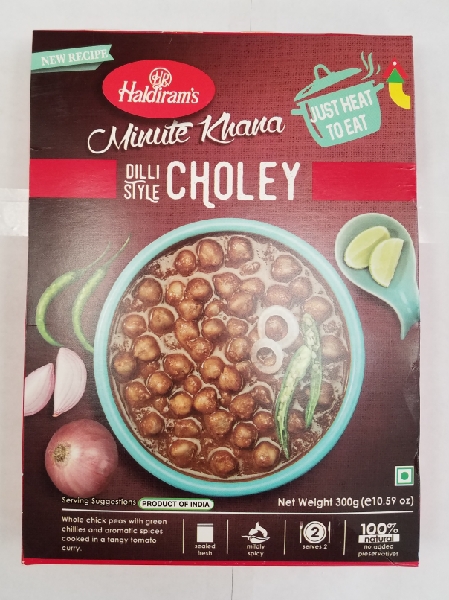 NEW RECIPE
HR
Haldiram's
Minute Khana
JUST HEAT
TO EAT
DILLI
STYLE
CHOLEY
Serving Suggestions
PRODUCT OF INDIA
Net Weight 300g (℮10.59 oz)
Whole chick peas with green
chillies and aromatic spices
cooked in a tangy tomato
curry.
sealed
fresh
mildly
spicy
2
serves 2
100%
natural
no added
preservatives